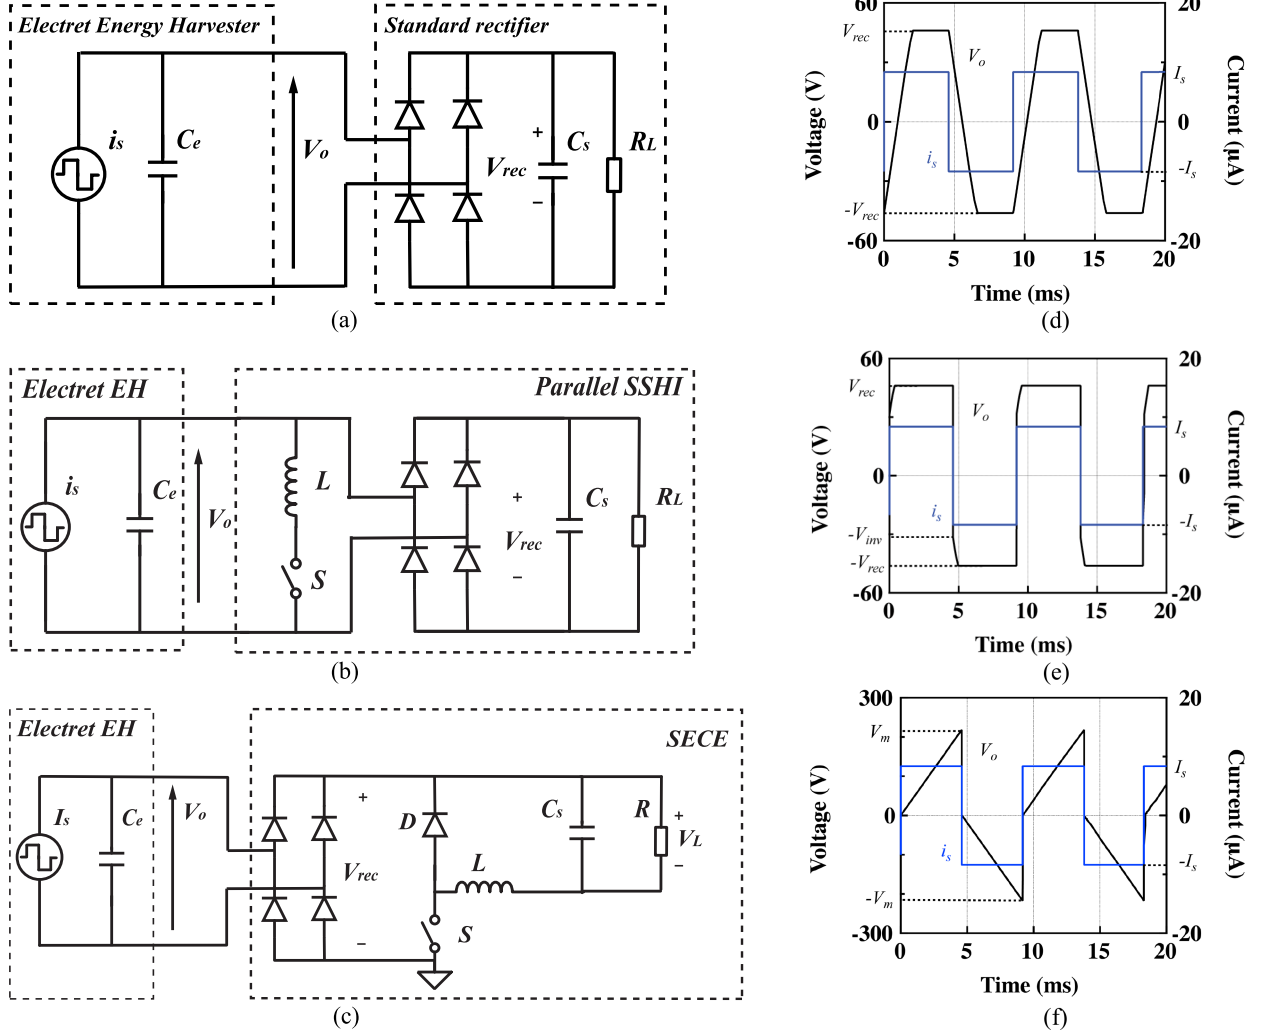 Electret Energy Harvester
Standard rectifier
is
Ce
Vo
Vrec
+
−
Cs
RL
(a)
60
0
-60
Vrec
-Vrec
Vo
is
Is
-Is
20
0
-20
Voltage (V)
Current (μA)
0 5 10 15 20
Time (ms)
(d)
Electret EH
Parallel SSHI
is
Ce
Vo
L
S
+
Vrec
−
Cs
RL
(b)
60
0
-60
Vrec
-Vinv
-Vrec
Vo
is
Is
-Is
20
0
-20
Voltage (V)
Current (μA)
0 5 10 15 20
Time (ms)
(e)
Electret EH
SECE
Is
Ce
Vo
+
Vrec
−
D
L
S
Cs
R
+
VL
−
(c)
300
0
-300
Vm
-Vm
Vo
is
Is
-Is
20
0
-20
Voltage (V)
Current (μA)
0 5 10 15 20
Time (ms)
(f)